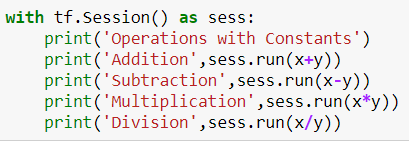 with tf.Session() as sess:
    print('Operations with Constants')
    print('Addition',sess.run(x+y))
    print('Subtraction',sess.run(x-y))
    print('Multiplication',sess.run(x*y))
    print('Division',sess.run(x/y))